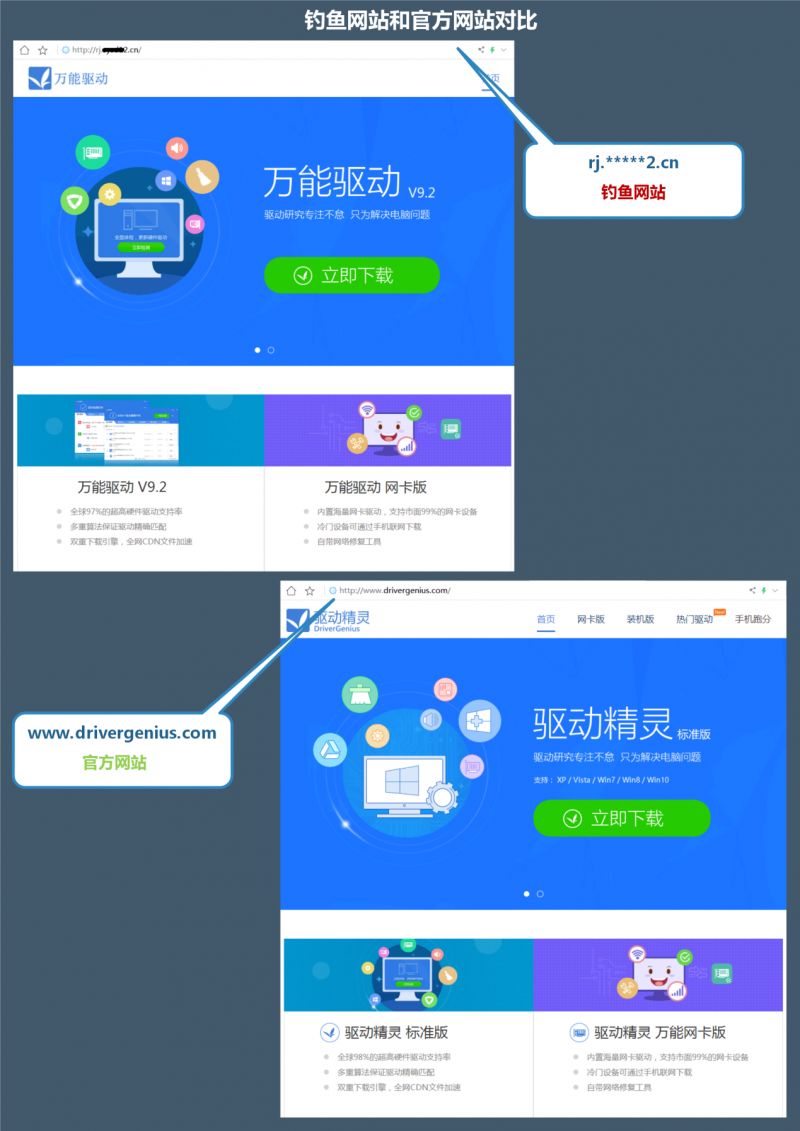 钓鱼网站和官方网站对比
http://rj. 2.cn/
万能驱动
页
rj.*****2.cn
钓鱼网站
万能驱动 V9.2
驱动研究专注不怠 只为解决电脑问题
立即下载
万能驱动 V9.2
全球97%的超高硬件驱动支持率
多重算法保证驱动精确匹配
双重下载引擎，全网CDN文件加速
万能驱动 网卡版
内置海量网卡驱动，支持市面99%的网卡设备
冷门设备可通过手机联网下载
自带网络修复工具
http://www.drivergenius.com/
驱动精灵
DriverGenius
首页
网卡版
装机版
热门驱动
New!
手机跑分
www.drivergenius.com
官方网站
驱动精灵 标准版
驱动研究专注不怠 只为解决电脑问题
支持： XP / Vista / Win7 / Win8 / Win10
立即下载
驱动精灵 标准版
全球98%的超高硬件驱动支持率
多重算法保证驱动精确匹配
双重下载引擎，全网CDN文件加速
驱动精灵 万能网卡版
内置海量网卡驱动，支持市面99%的网卡设备
冷门设备可通过手机联网下载
自带网络修复工具